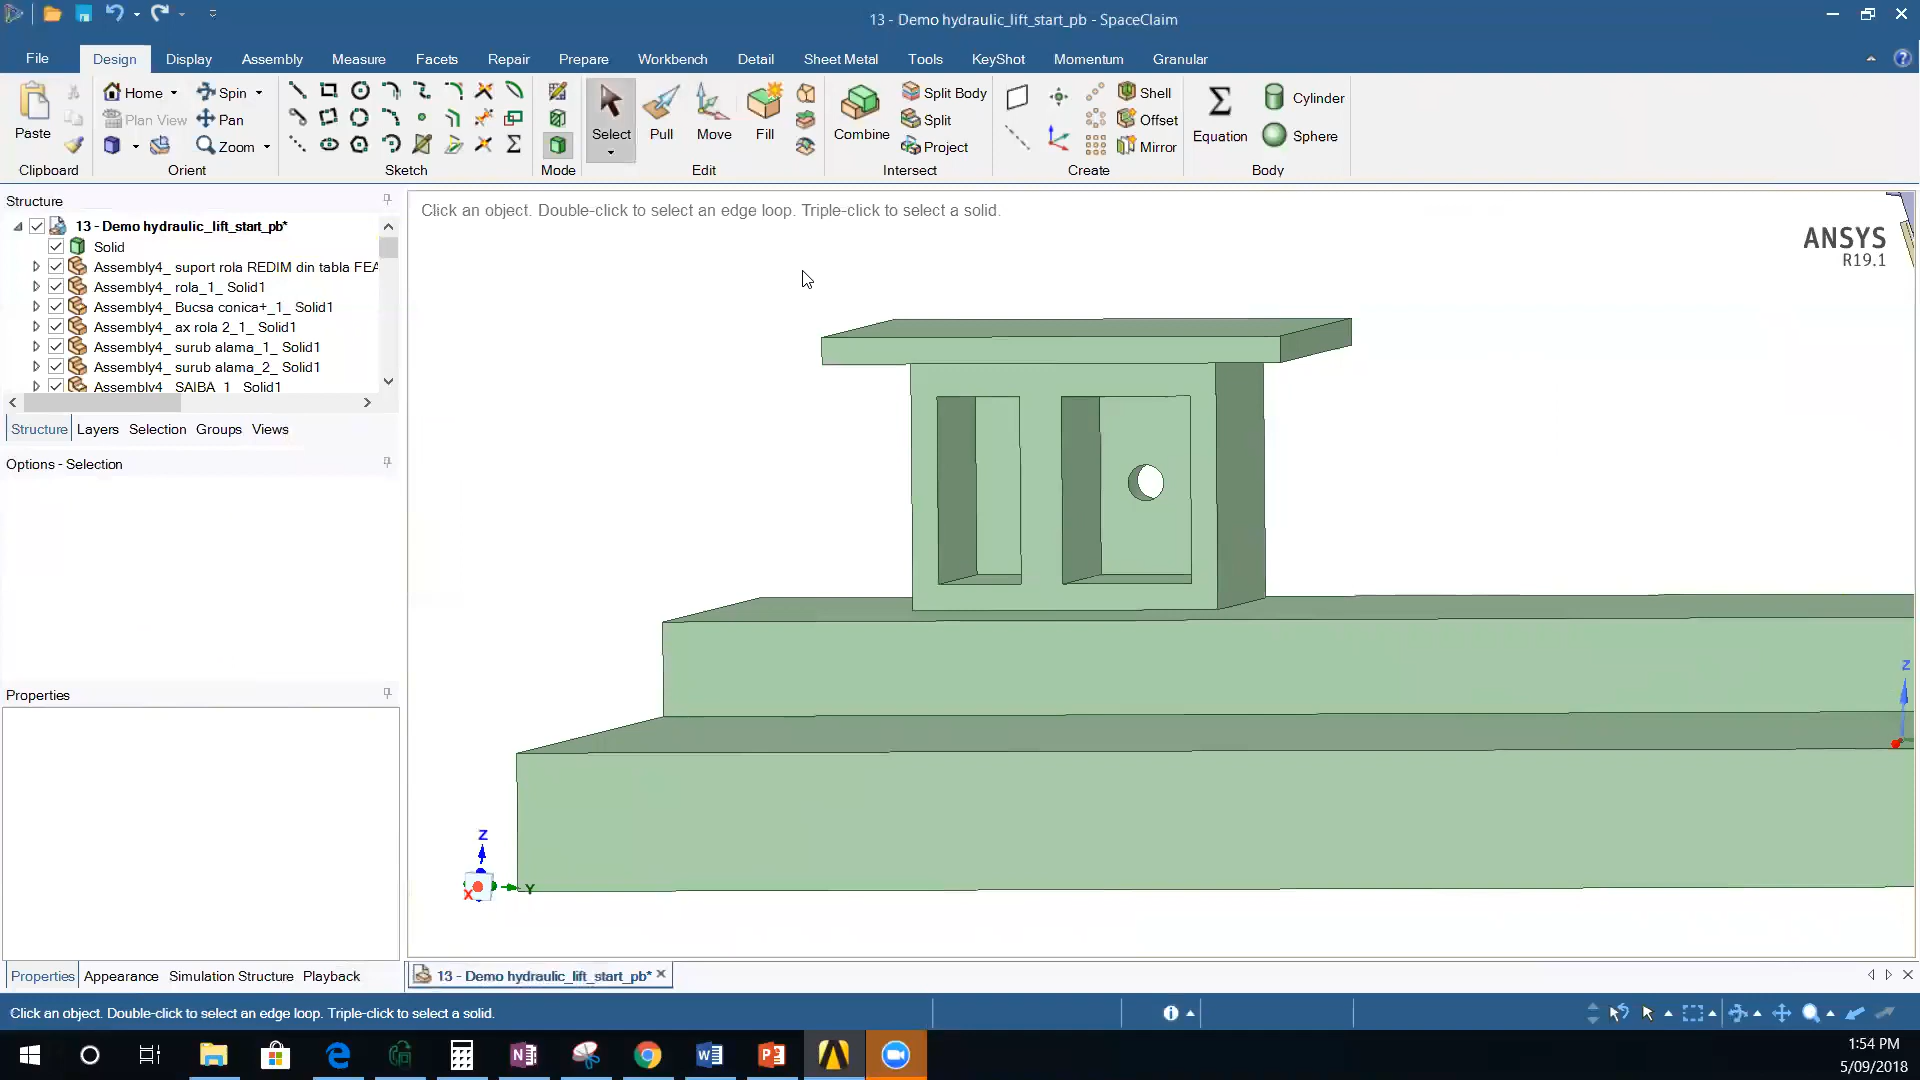 13 - Demo hydraulic_lift_start_pb - SpaceClaim
File Design Display Assembly Measure Facets Repair Prepare Workbench Detail Sheet Metal Tools KeyShot Momentum Granular
Paste
Clipboard
Home Spin
Plan View Pan
Zoom
Orient
Sketch
Mode
Select Pull Move Fill
Edit
Combine
Split Body
Split
Project
Intersect
Shell
Offset
Mirror
Create
Equation
Cylinder
Sphere
Body
Structure
13 - Demo hydraulic_lift_start_pb*
Solid
Assembly4_ suport rola REDIM din tabla FEA
Assembly4_ rola_1_ Solid1
Assembly4_ Bucsa conica+_1_ Solid1
Assembly4_ ax rola 2_1_ Solid1
Assembly4_ surub alama_1_ Solid1
Assembly4_ surub alama_2_ Solid1
Assembly4_ SAIBA_1_ Solid1
Structure Layers Selection Groups Views
Options - Selection
Properties
Properties Appearance Simulation Structure Playback
Click an object. Double-click to select an edge loop. Triple-click to select a solid.
ANSYS
R19.1
Z
Z
X
Y
13 - Demo hydraulic_lift_start_pb*
Click an object. Double-click to select an edge loop. Triple-click to select a solid.
1:54 PM
5/09/2018